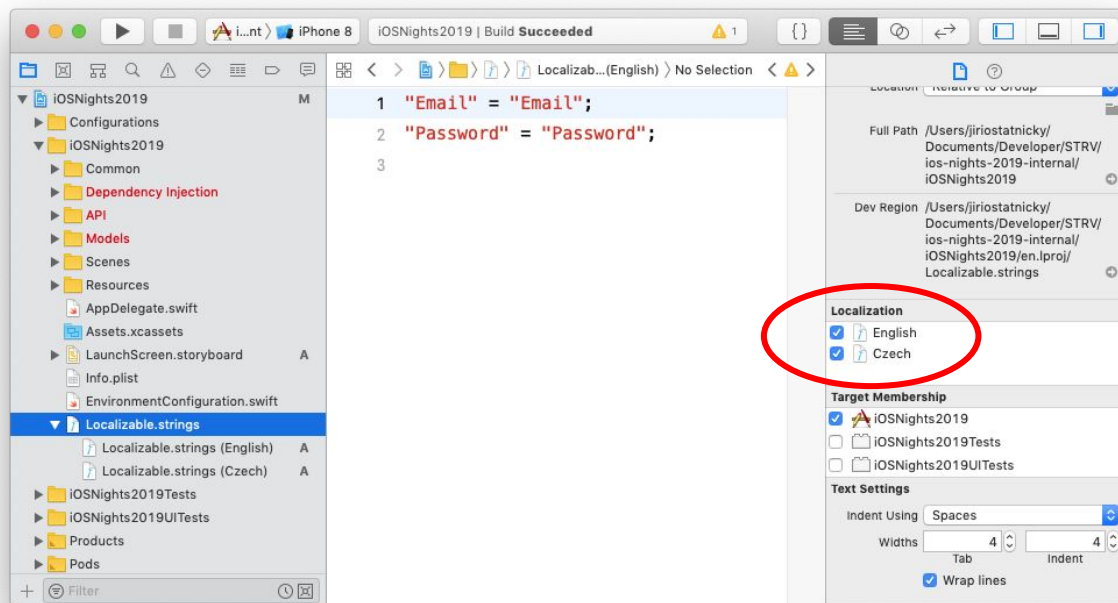 i...nt iPhone 8 iOSNights2019 | Build Succeeded 1 {}
Localizab...(English) No Selection
iOSNights2019 M
Configurations
iOSNights2019
Common
Dependency Injection
API
Models
Scenes
Resources
AppDelegate.swift
Assets.xcassets
LaunchScreen.storyboard A
Info.plist
EnvironmentConfiguration.swift
Localizable.strings
Localizable.strings (English) A
Localizable.strings (Czech) A
iOSNights2019Tests
iOSNights2019UITests
Products
Pods
Filter
1 "Email" = "Email";
2 "Password" = "Password";
3
Location Relative to Group
Full Path /Users/jiriostatnicky/
Documents/Developer/STRV/
ios-nights-2019-internal/
iOSNights2019
Dev Region /Users/jiriostatnicky/
Documents/Developer/STRV/
ios-nights-2019-internal/
iOSNights2019/en.lproj/
Localizable.strings
Localization
English
Czech
Target Membership
iOSNights2019
iOSNights2019Tests
iOSNights2019UITests
Text Settings
Indent Using Spaces
Widths 4 4
Tab Indent
Wrap lines